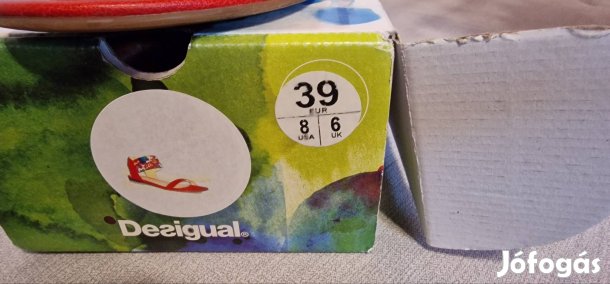 39
EUR
8 6
USA UK
Desigual®
Jófogás